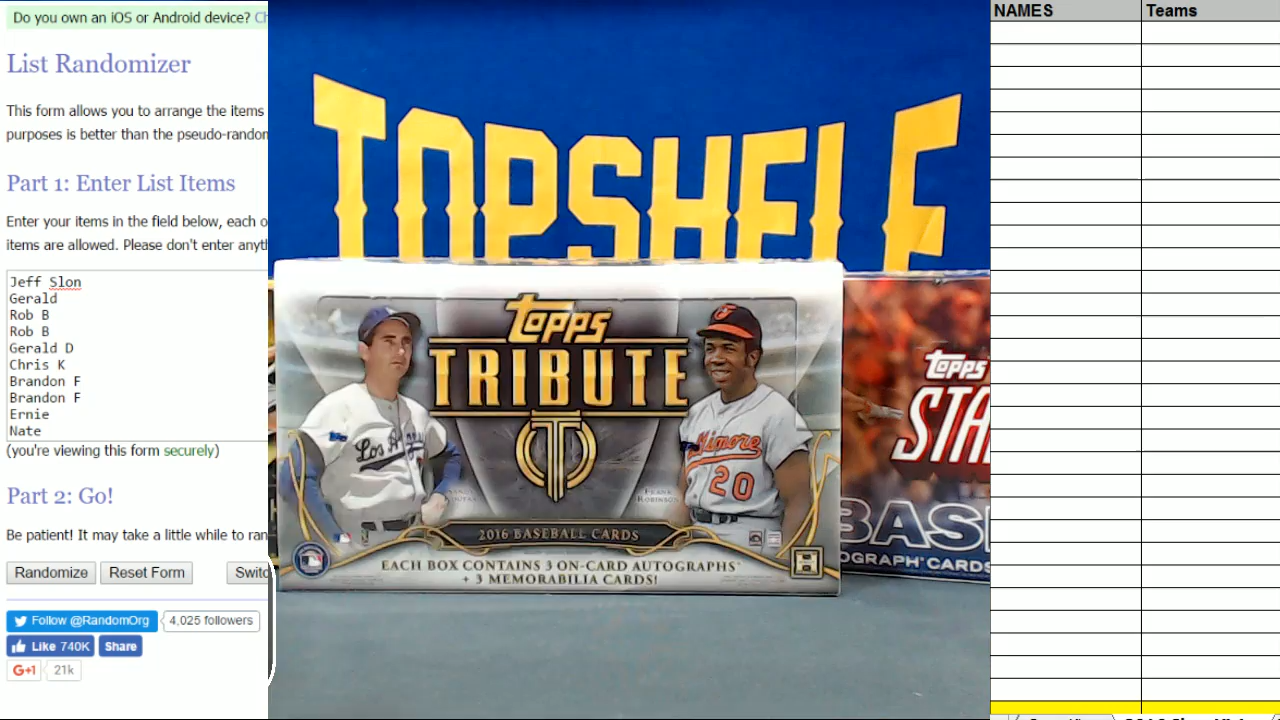 Do you own an iOS or Android device? Ch
List Randomizer
This form allows you to arrange the items
purposes is better than the pseudo-rando
Part 1: Enter List Items
Enter your items in the field below, each o
items are allowed. Please don't enter anyth
Jeff Slon
Gerald
Rob B
Rob B
Gerald D
Chris K
Brandon F
Brandon F
Ernie
Nate
(you're viewing this form securely)
Part 2: Go!
Be patient! It may take a little while to ran
Randomize
Reset Form
Switc
Follow @RandomOrg
4,025 followers
Like 740K
Share
G+1
21k
TOPSHELF
Topps
TRIBUTE
Los Angeles
20
FRANK
ROBINSON
2016 BASEBALL CARDS
EACH BOX CONTAINS 3 ON CARD AUTOGRAPHS*
+ 3 MEMORABILIA CARDS!
Topps
STA
BAS
OGRAPH CARDS
NAMES
Teams